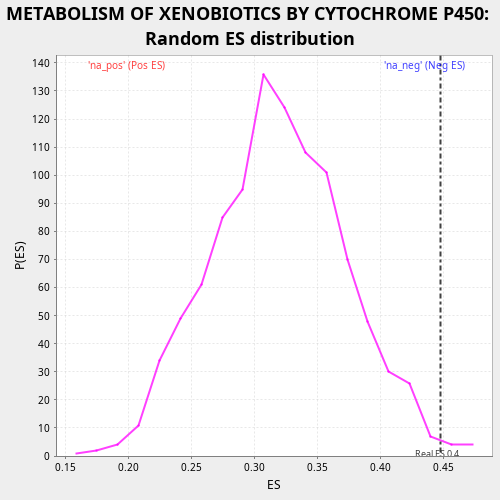 METABOLISM OF XENOBIOTICS BY CYTOCHROME P450:
Random ES distribution
'na_pos' (Pos ES)
'na_neg' (Neg ES)
140
130
120
110
100
90
80
70
60
50
40
30
20
10
0
P(ES)
Real ES 0.4
0.15 0.20 0.25 0.30 0.35 0.40 0.45
ES